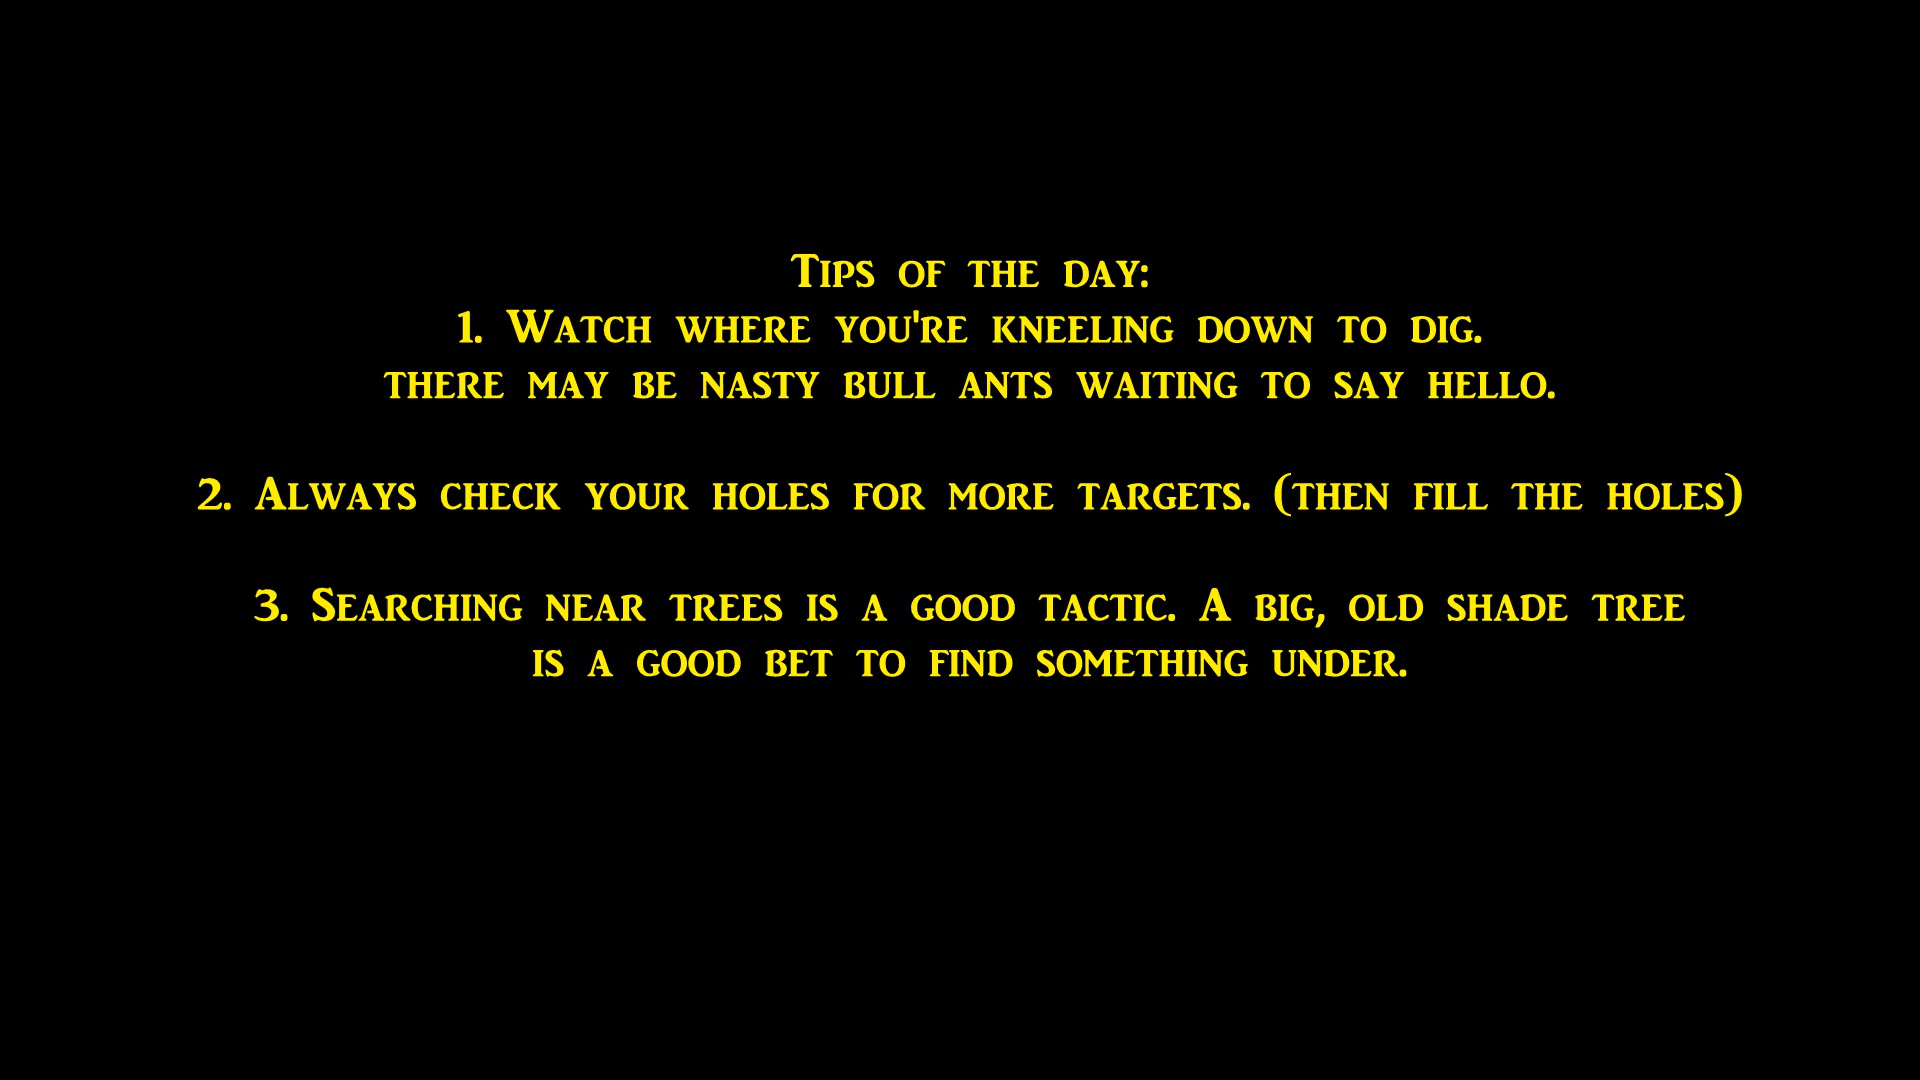 Tips of the day:
1. Watch where you're kneeling down to dig.
there may be nasty bull ants waiting to say hello.
2. Always check your holes for more targets. (then fill the holes)
3. Searching near trees is a good tactic. A big, old shade tree
is a good bet to find something under.